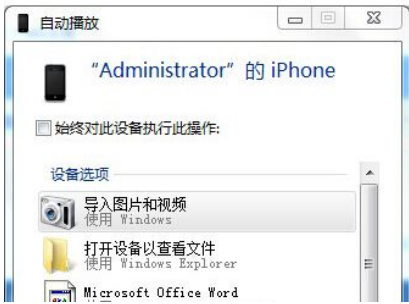 自动播放
“Administrator”的 iPhone
始终对此设备执行此操作:
设备选项
导入图片和视频
使用 Windows
打开设备以查看文件
使用 Windows Explorer
Microsoft Office Word